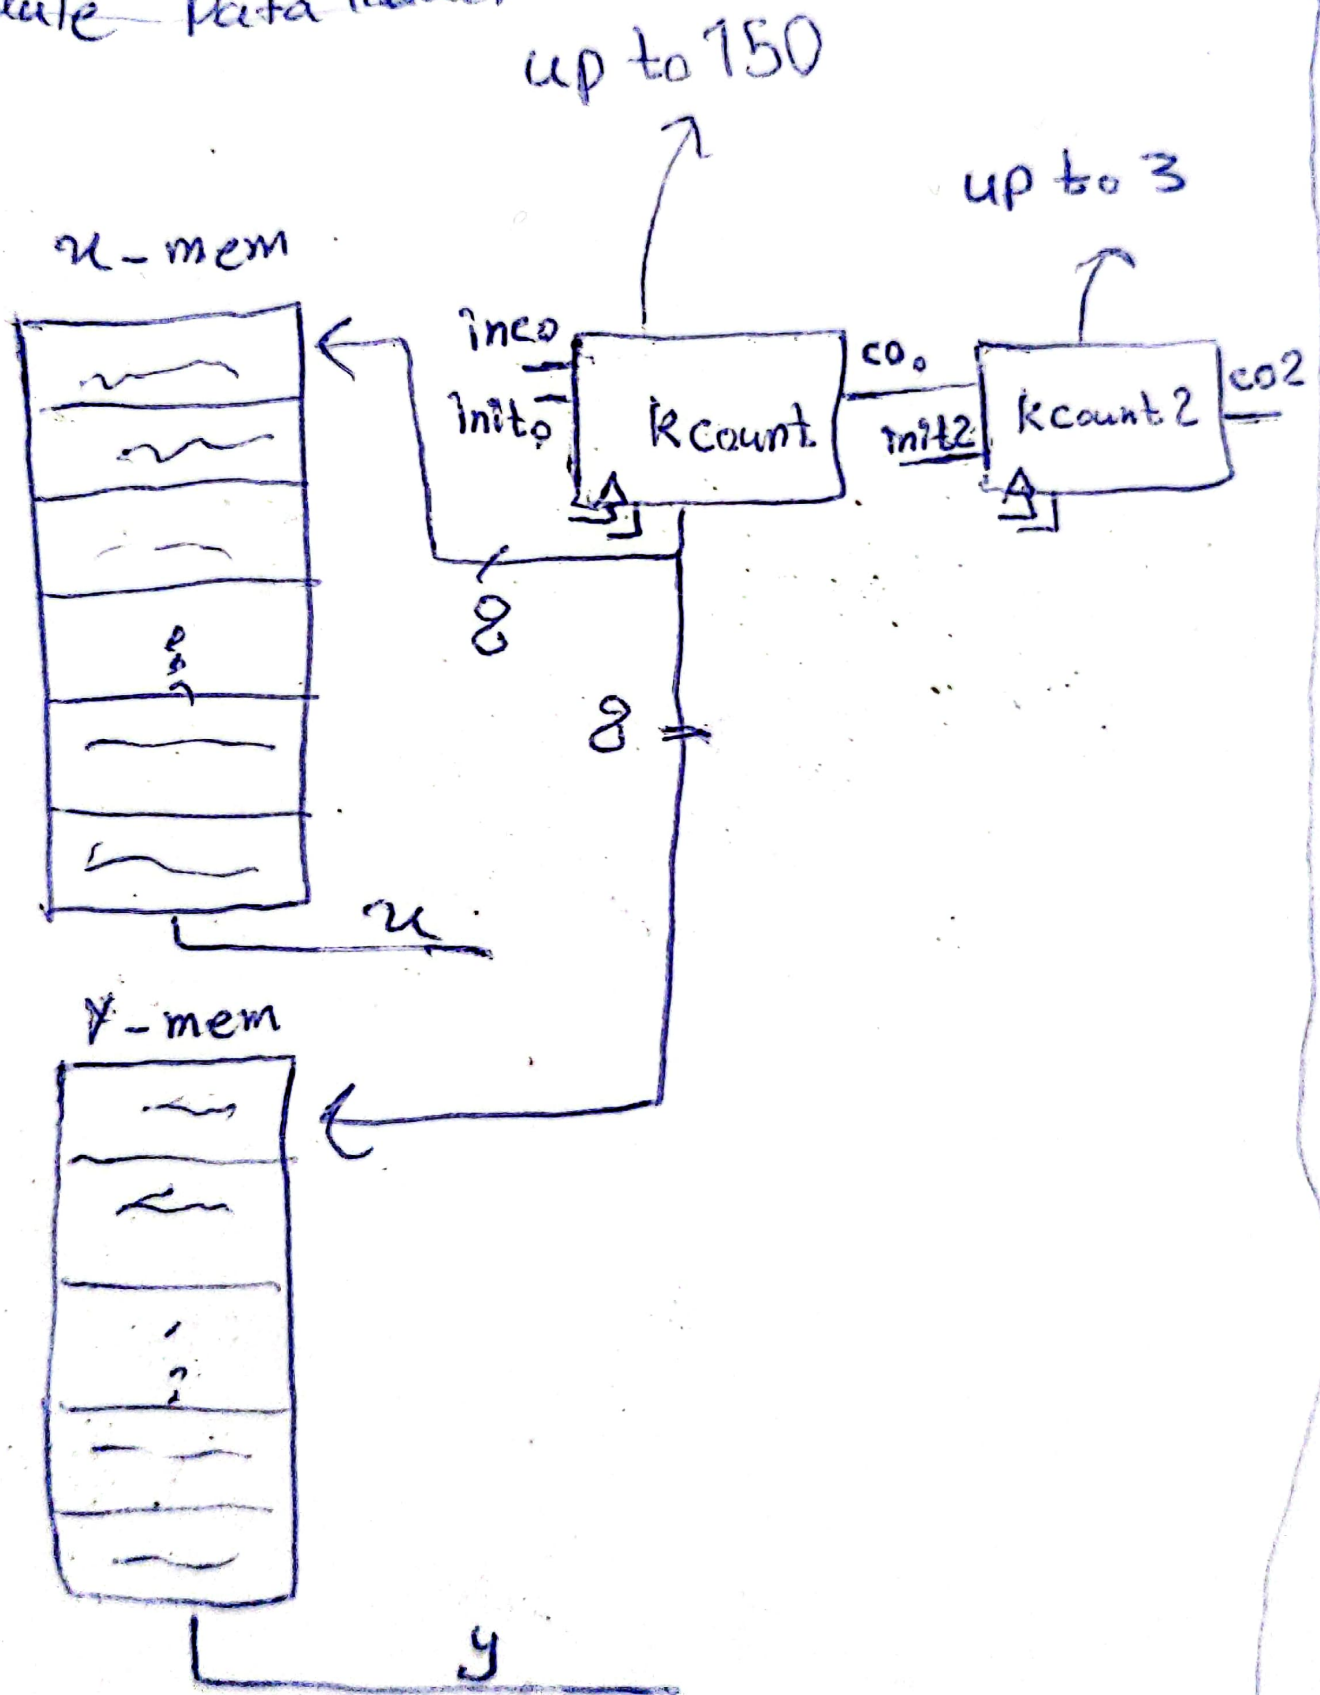 up to 150
up to 3
x-mem
inc0
init0
kcount
co0
init2
kcount2
co2
8
8
x
Y-mem
y